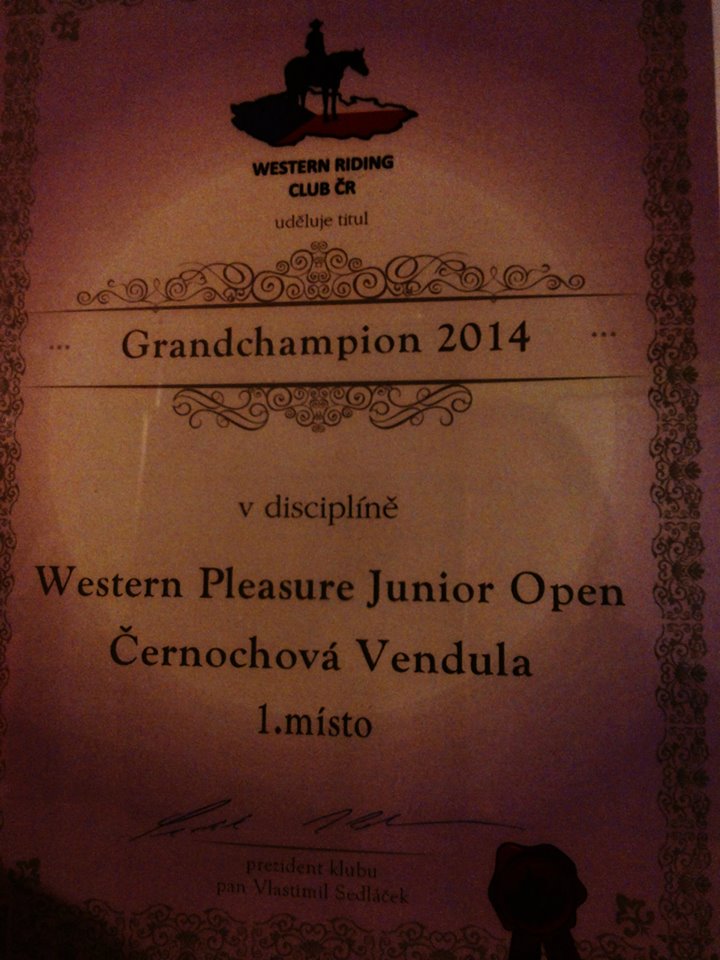 WESTERN RIDING
CLUB ČR
uděluje titul
... Grandchampion 2014 ...
v disciplíně
Western Pleasure Junior Open
Černochová Vendula
1.místo
prezident klubu
pan Vlastimil Sedláček